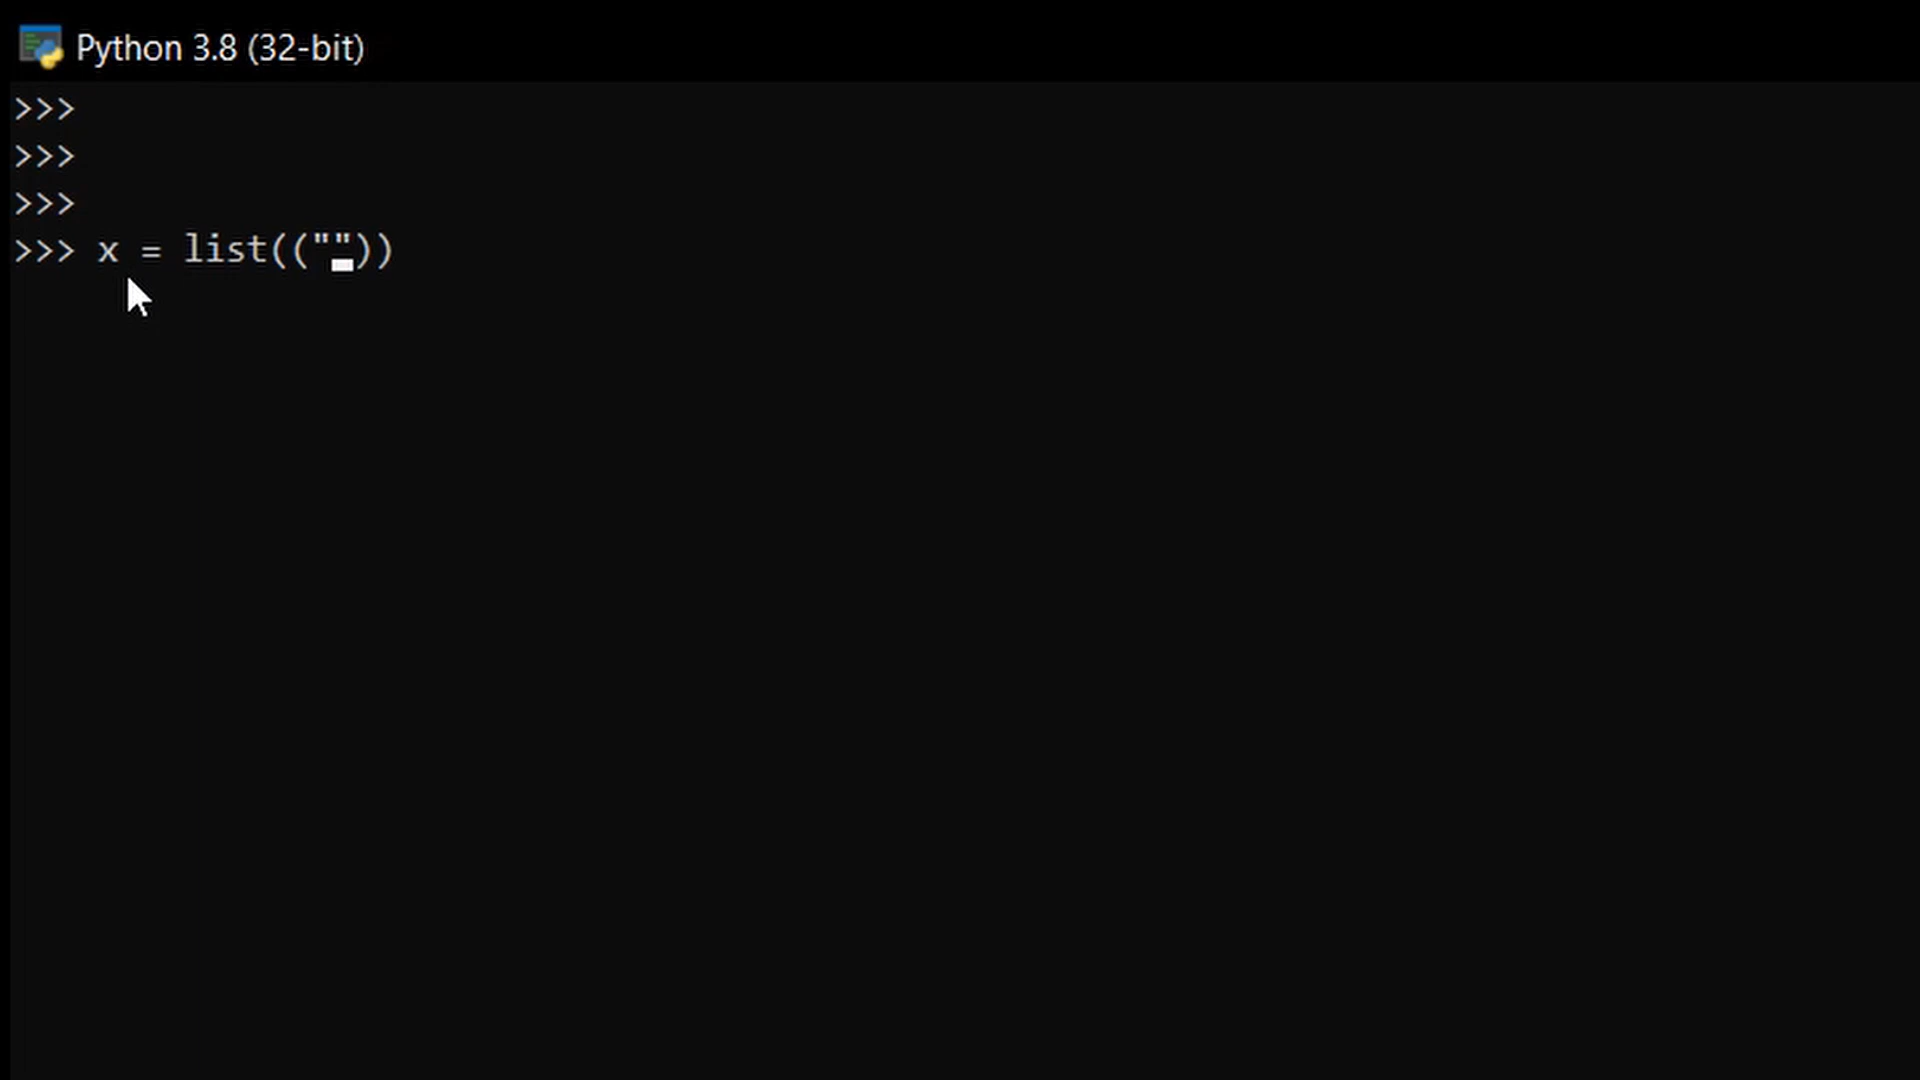 Python 3.8 (32-bit)
>>>
>>>
>>>
>>> x = list((""))